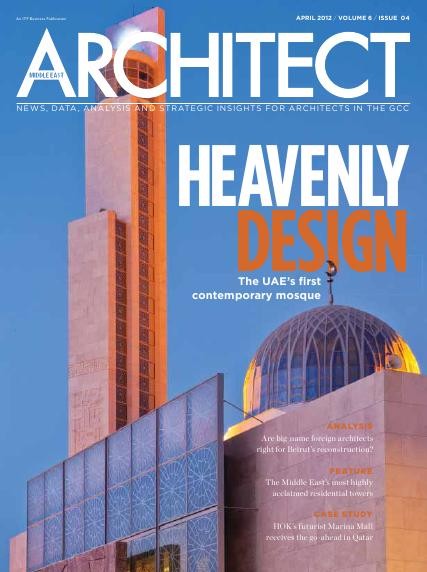 An ITP Business Publication
APRIL 2012 / VOLUME 6 / ISSUE 04
ARCHITECT
MIDDLE EAST
NEWS, DATA, ANALYSIS AND STRATEGIC INSIGHTS FOR ARCHITECTS IN THE GCC
HEAVENLY
DESIGN
The UAE's first
contemporary mosque
ANALYSIS
Are big-name foreign architects
right for Beirut's reconstruction?
FEATURE
The Middle East's most highly
acclaimed residential towers
CASE STUDY
HOK's futurist Marina Mall
receives the go-ahead in Qatar